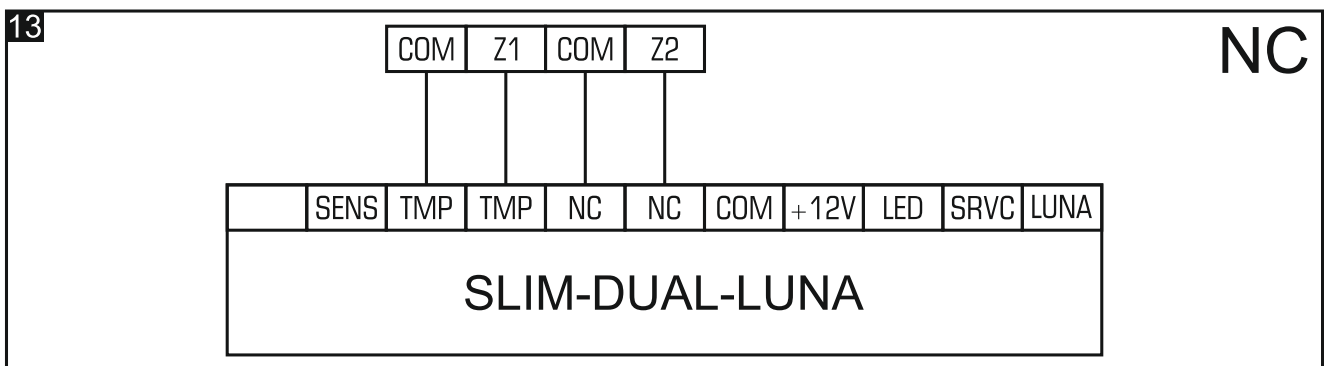 13
NC
COM Z1 COM Z2
SENS TMP TMP NC NC COM +12V LED SRVC LUNA
SLIM-DUAL-LUNA